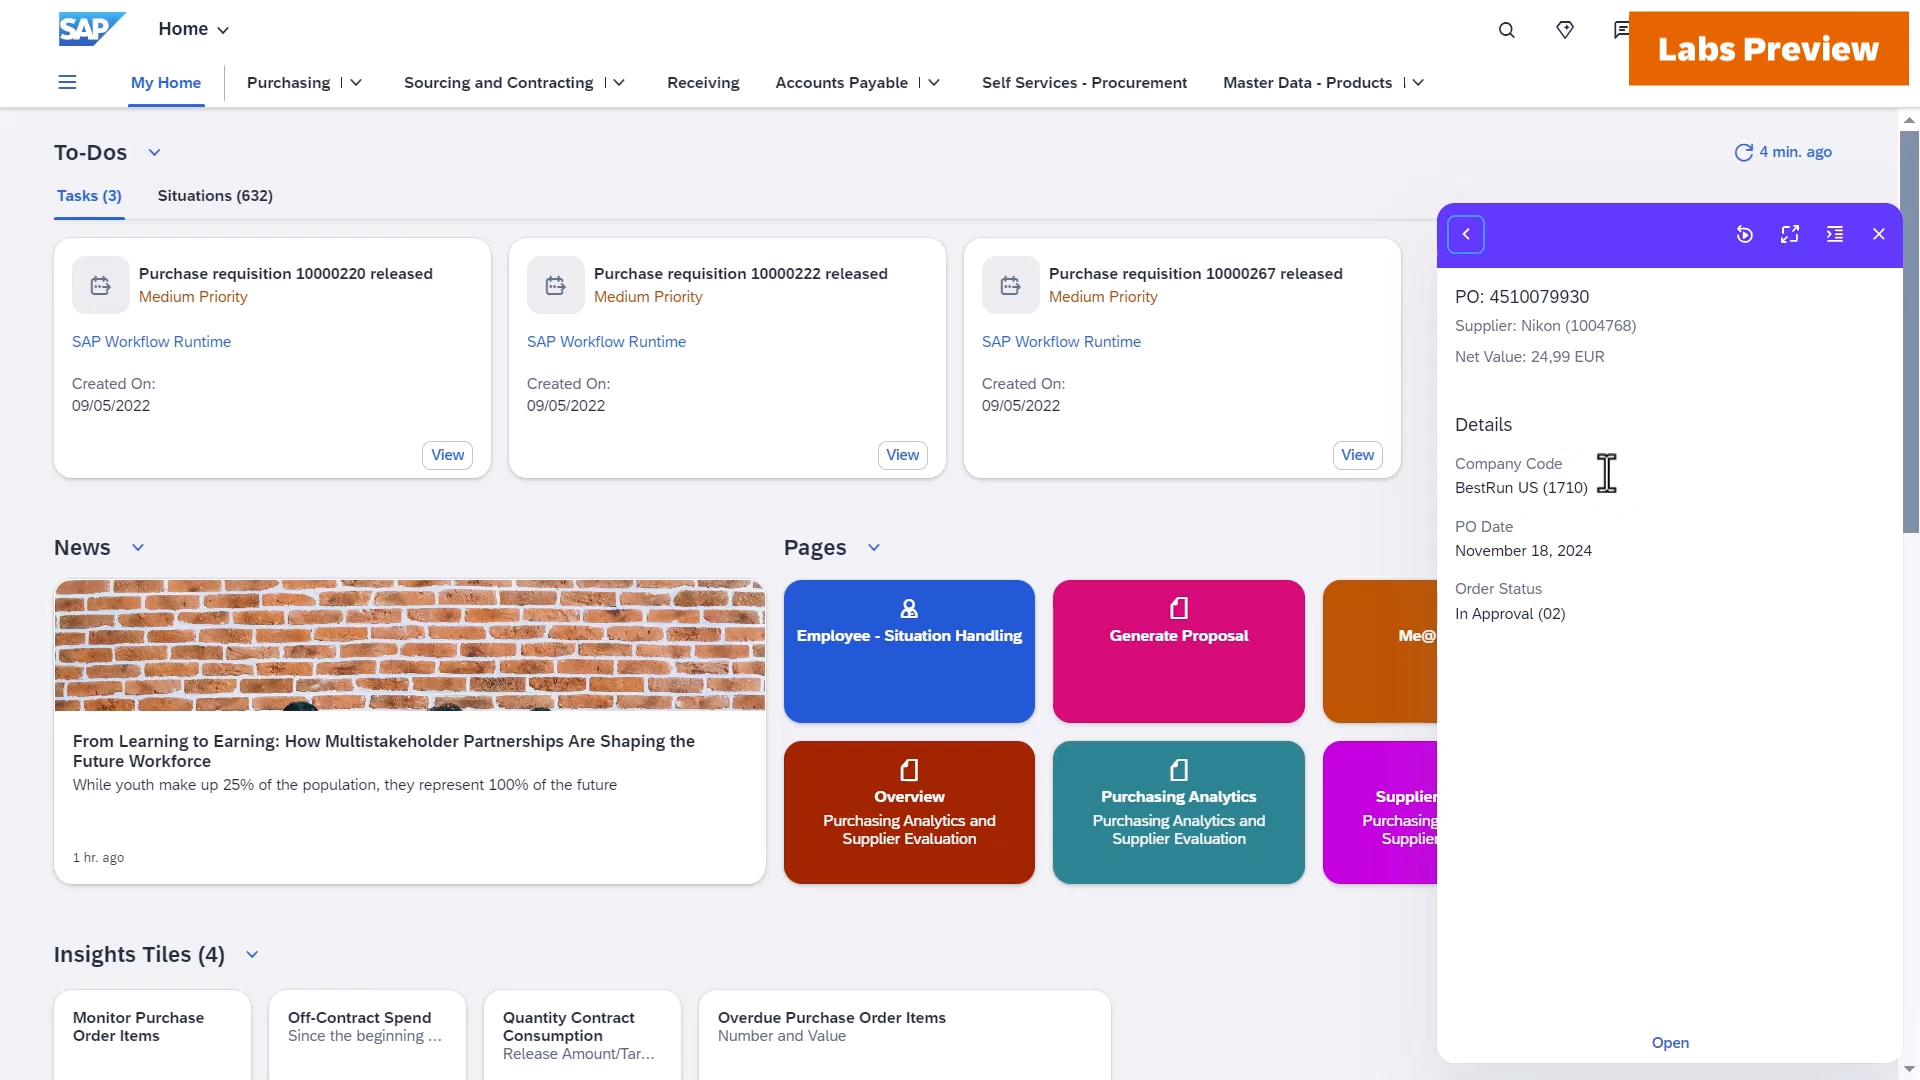 SAP
Home
Labs Preview
My Home
Purchasing
Sourcing and Contracting
Receiving
Accounts Payable
Self Services - Procurement
Master Data - Products
To-Dos
4 min. ago
Tasks (3)
Situations (632)
Purchase requisition 10000220 released
Medium Priority
SAP Workflow Runtime
Created On:
09/05/2022
View
Purchase requisition 10000222 released
Medium Priority
SAP Workflow Runtime
Created On:
09/05/2022
View
Purchase requisition 10000267 released
Medium Priority
SAP Workflow Runtime
Created On:
09/05/2022
View
News
From Learning to Earning: How Multistakeholder Partnerships Are Shaping the
Future Workforce
While youth make up 25% of the population, they represent 100% of the future
1 hr. ago
Pages
Employee - Situation Handling
Generate Proposal
Me@
Overview
Purchasing Analytics and
Supplier Evaluation
Purchasing Analytics
Purchasing Analytics and
Supplier Evaluation
Supplier
Purchasing
Supplier
Insights Tiles (4)
Monitor Purchase
Order Items
Off-Contract Spend
Since the beginning ...
Quantity Contract
Consumption
Release Amount/Tar...
Overdue Purchase Order Items
Number and Value
PO: 4510079930
Supplier: Nikon (1004768)
Net Value: 24,99 EUR
Details
Company Code
BestRun US (1710)
PO Date
November 18, 2024
Order Status
In Approval (02)
Open